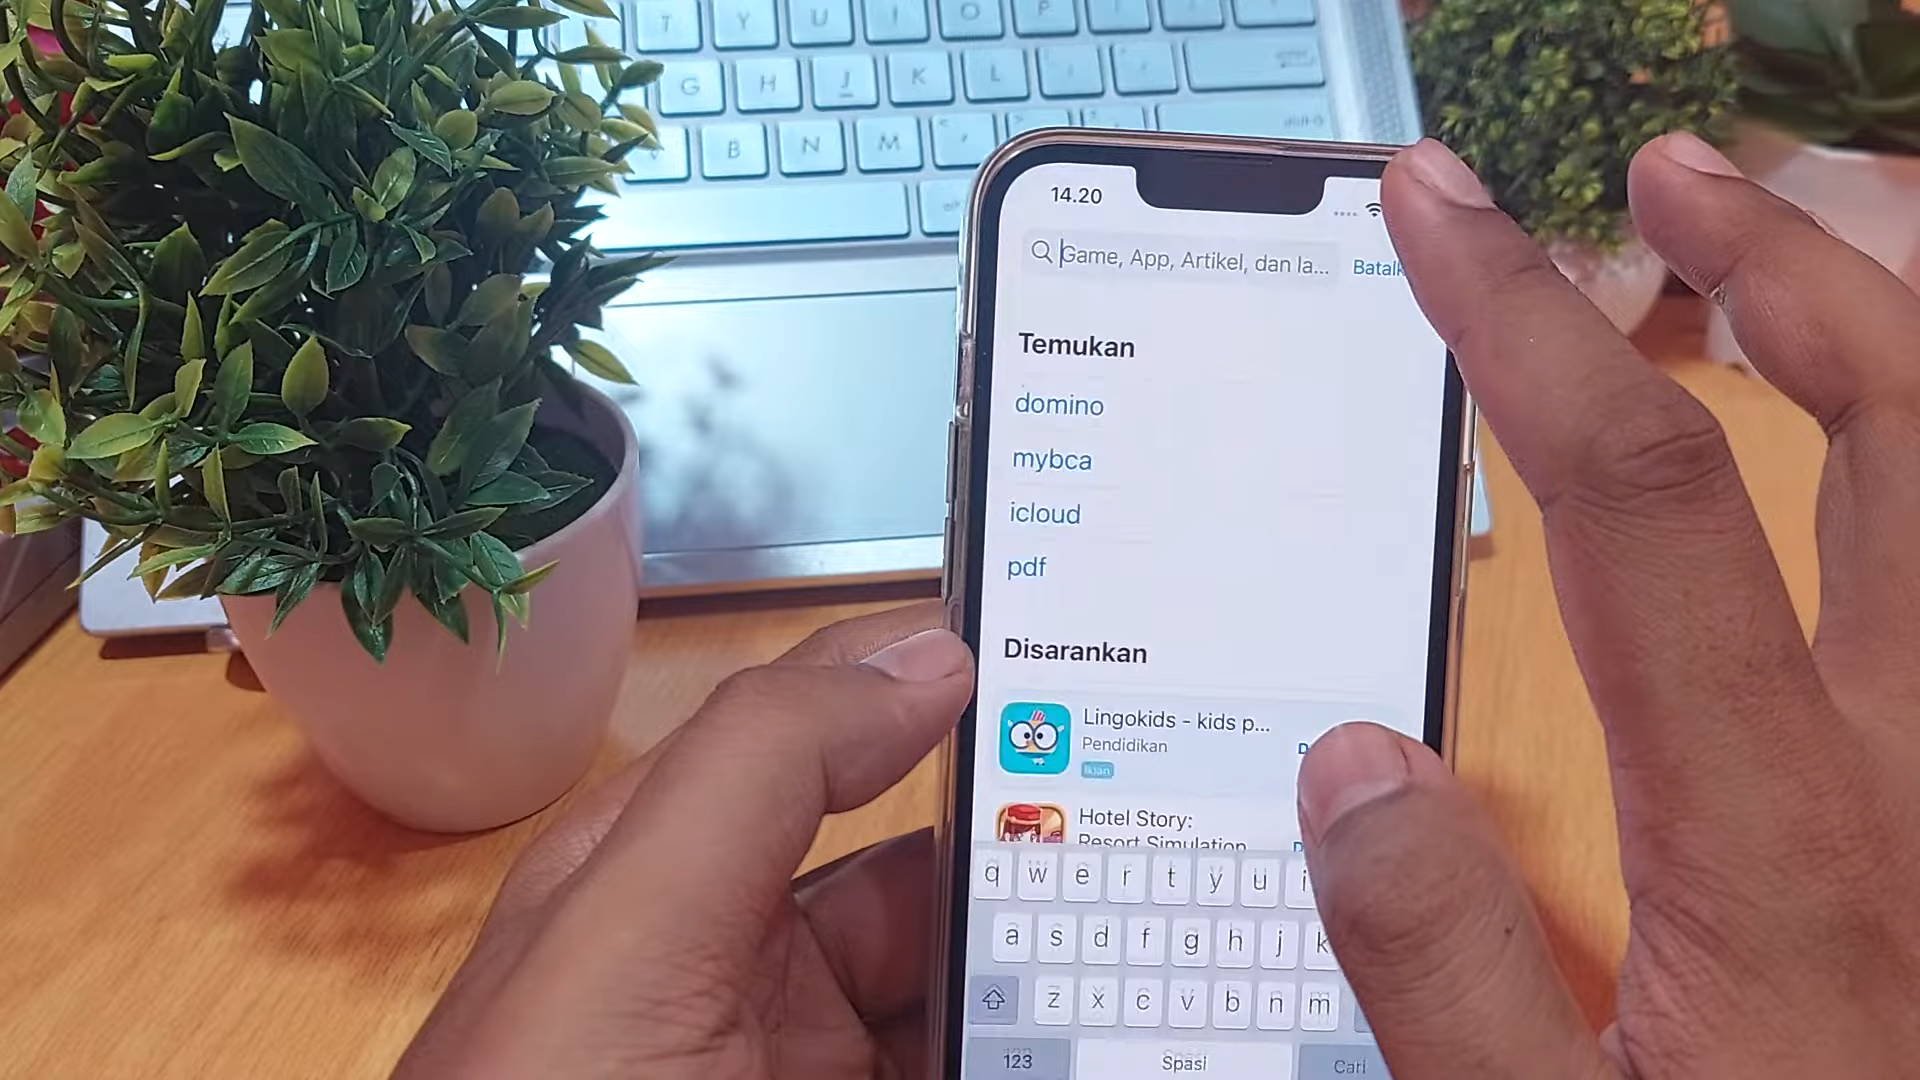 T Y U I O P
G H J K L
V B N M
14.20
Game, App, Artikel, dan la...
Batalk
Temukan
domino
mybca
icloud
pdf
Disarankan
Lingokids - kids p...
Pendidikan
Iklan
D
Hotel Story:
Resort Simulation
D
q w e r t y u i
a s d f g h j k
z x c v b n m
123 Spasi Cari